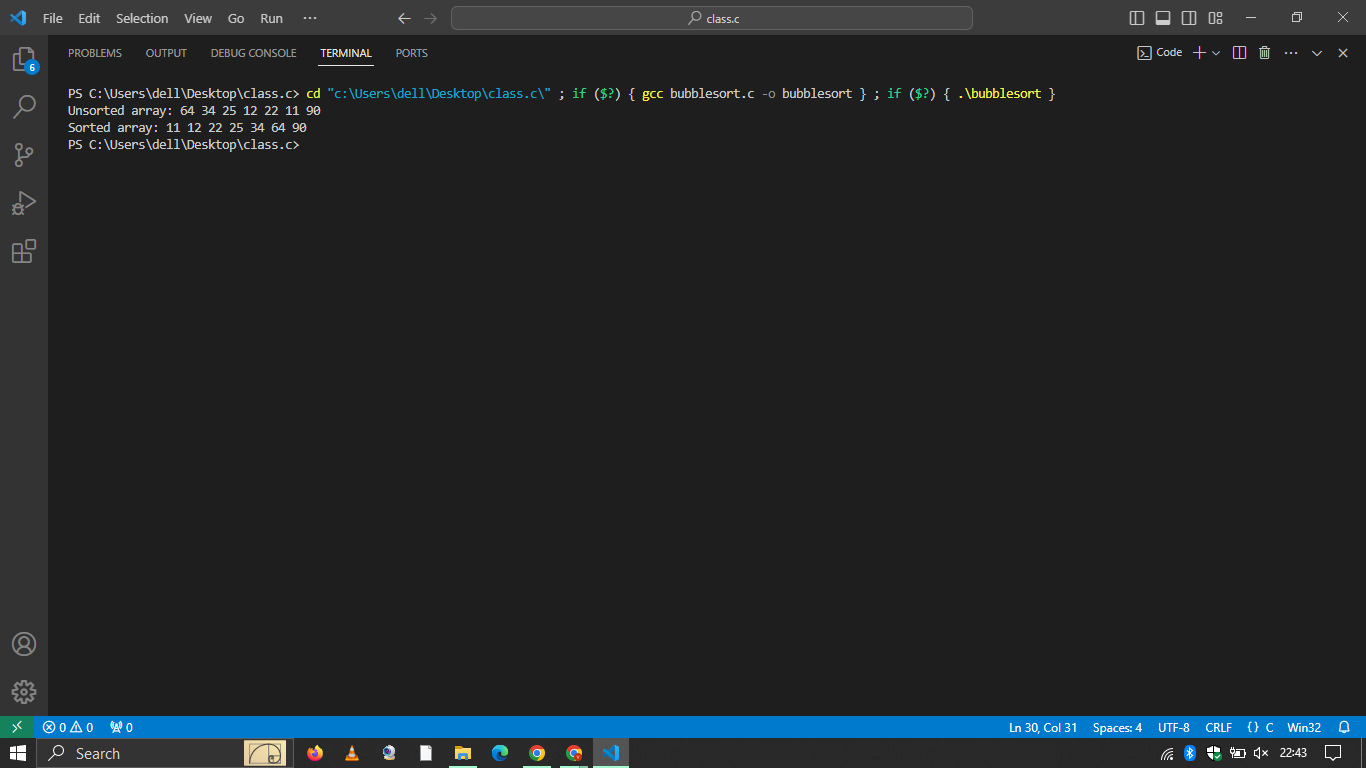 File Edit Selection View Go Run ··· class.c
PROBLEMS OUTPUT DEBUG CONSOLE TERMINAL PORTS Code
PS C:\Users\dell\Desktop\class.c> cd "c:\Users\dell\Desktop\class.c\" ; if ($?) { gcc bubblesort.c -o bubblesort } ; if ($?) { .\bubblesort }
Unsorted array: 64 34 25 12 22 11 90
Sorted array: 11 12 22 25 34 64 90
PS C:\Users\dell\Desktop\class.c>
6
0 0 0 Ln 30, Col 31 Spaces: 4 UTF-8 CRLF {} C Win32
Search 22:43